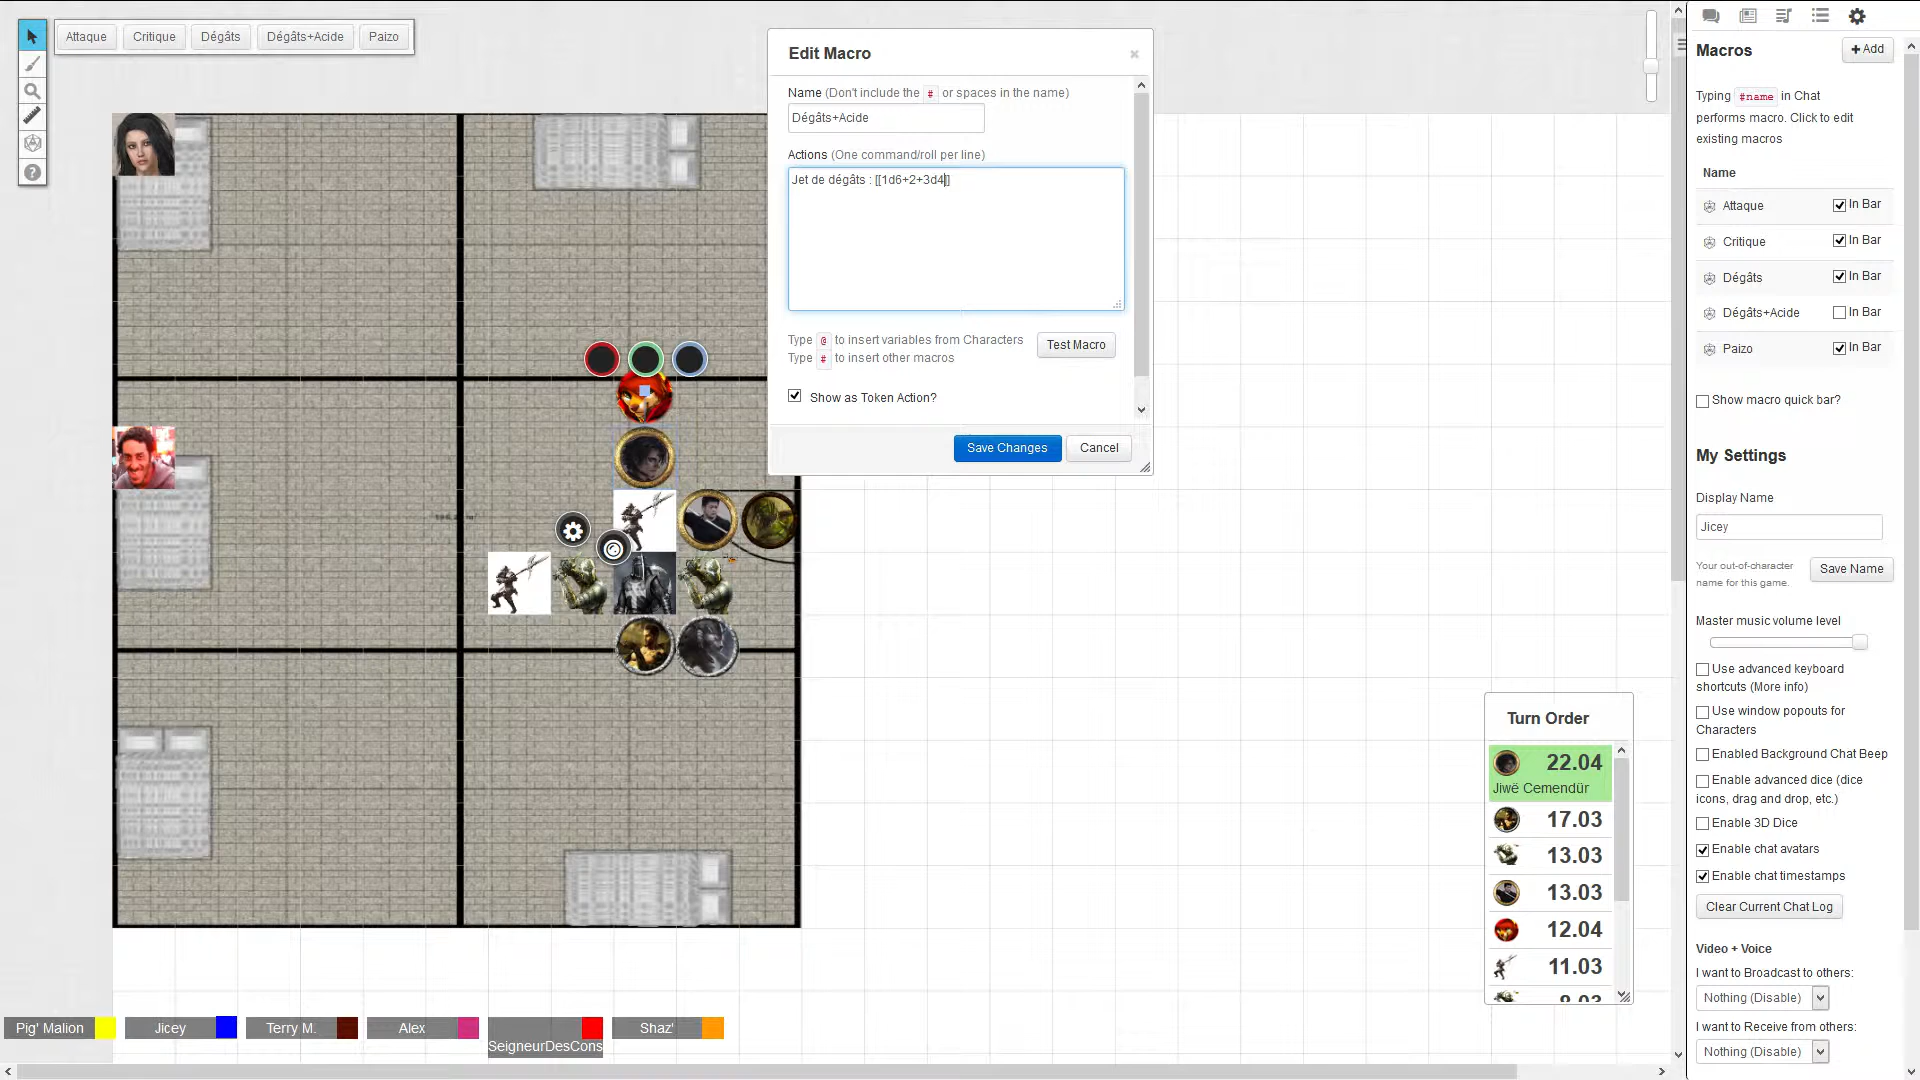 Attaque
Critique
Dégâts
Dégâts+Acide
Paizo
Edit Macro
×
Name (Don't include the # or spaces in the name)
Dégâts+Acide
Actions (One command/roll per line)
Jet de dégâts : [[1d6+2+3d4]]
Type @ to insert variables from Characters
Type # to insert other macros
Test Macro
Show as Token Action?
Save Changes
Cancel
Macros
+ Add
Typing #name in Chat
performs macro. Click to edit
existing macros
Name
Attaque In Bar
Critique In Bar
Dégâts In Bar
Dégâts+Acide In Bar
Paizo In Bar
Show macro quick bar?
My Settings
Display Name
Jicey
Your out-of-character
name for this game.
Save Name
Master music volume level
Use advanced keyboard
shortcuts (More info)
Use window popouts for
Characters
Enabled Background Chat Beep
Enable advanced dice (dice
icons, drag and drop, etc.)
Enable 3D Dice
Enable chat avatars
Enable chat timestamps
Clear Current Chat Log
Video + Voice
I want to Broadcast to others:
Nothing (Disable)
I want to Receive from others:
Nothing (Disable)
Turn Order
22.04
Jiwë Cemendür
17.03
13.03
13.03
12.04
11.03
Pig' Malion
Jicey
Terry M.
Alex
SeigneurDesCons
Shaz'